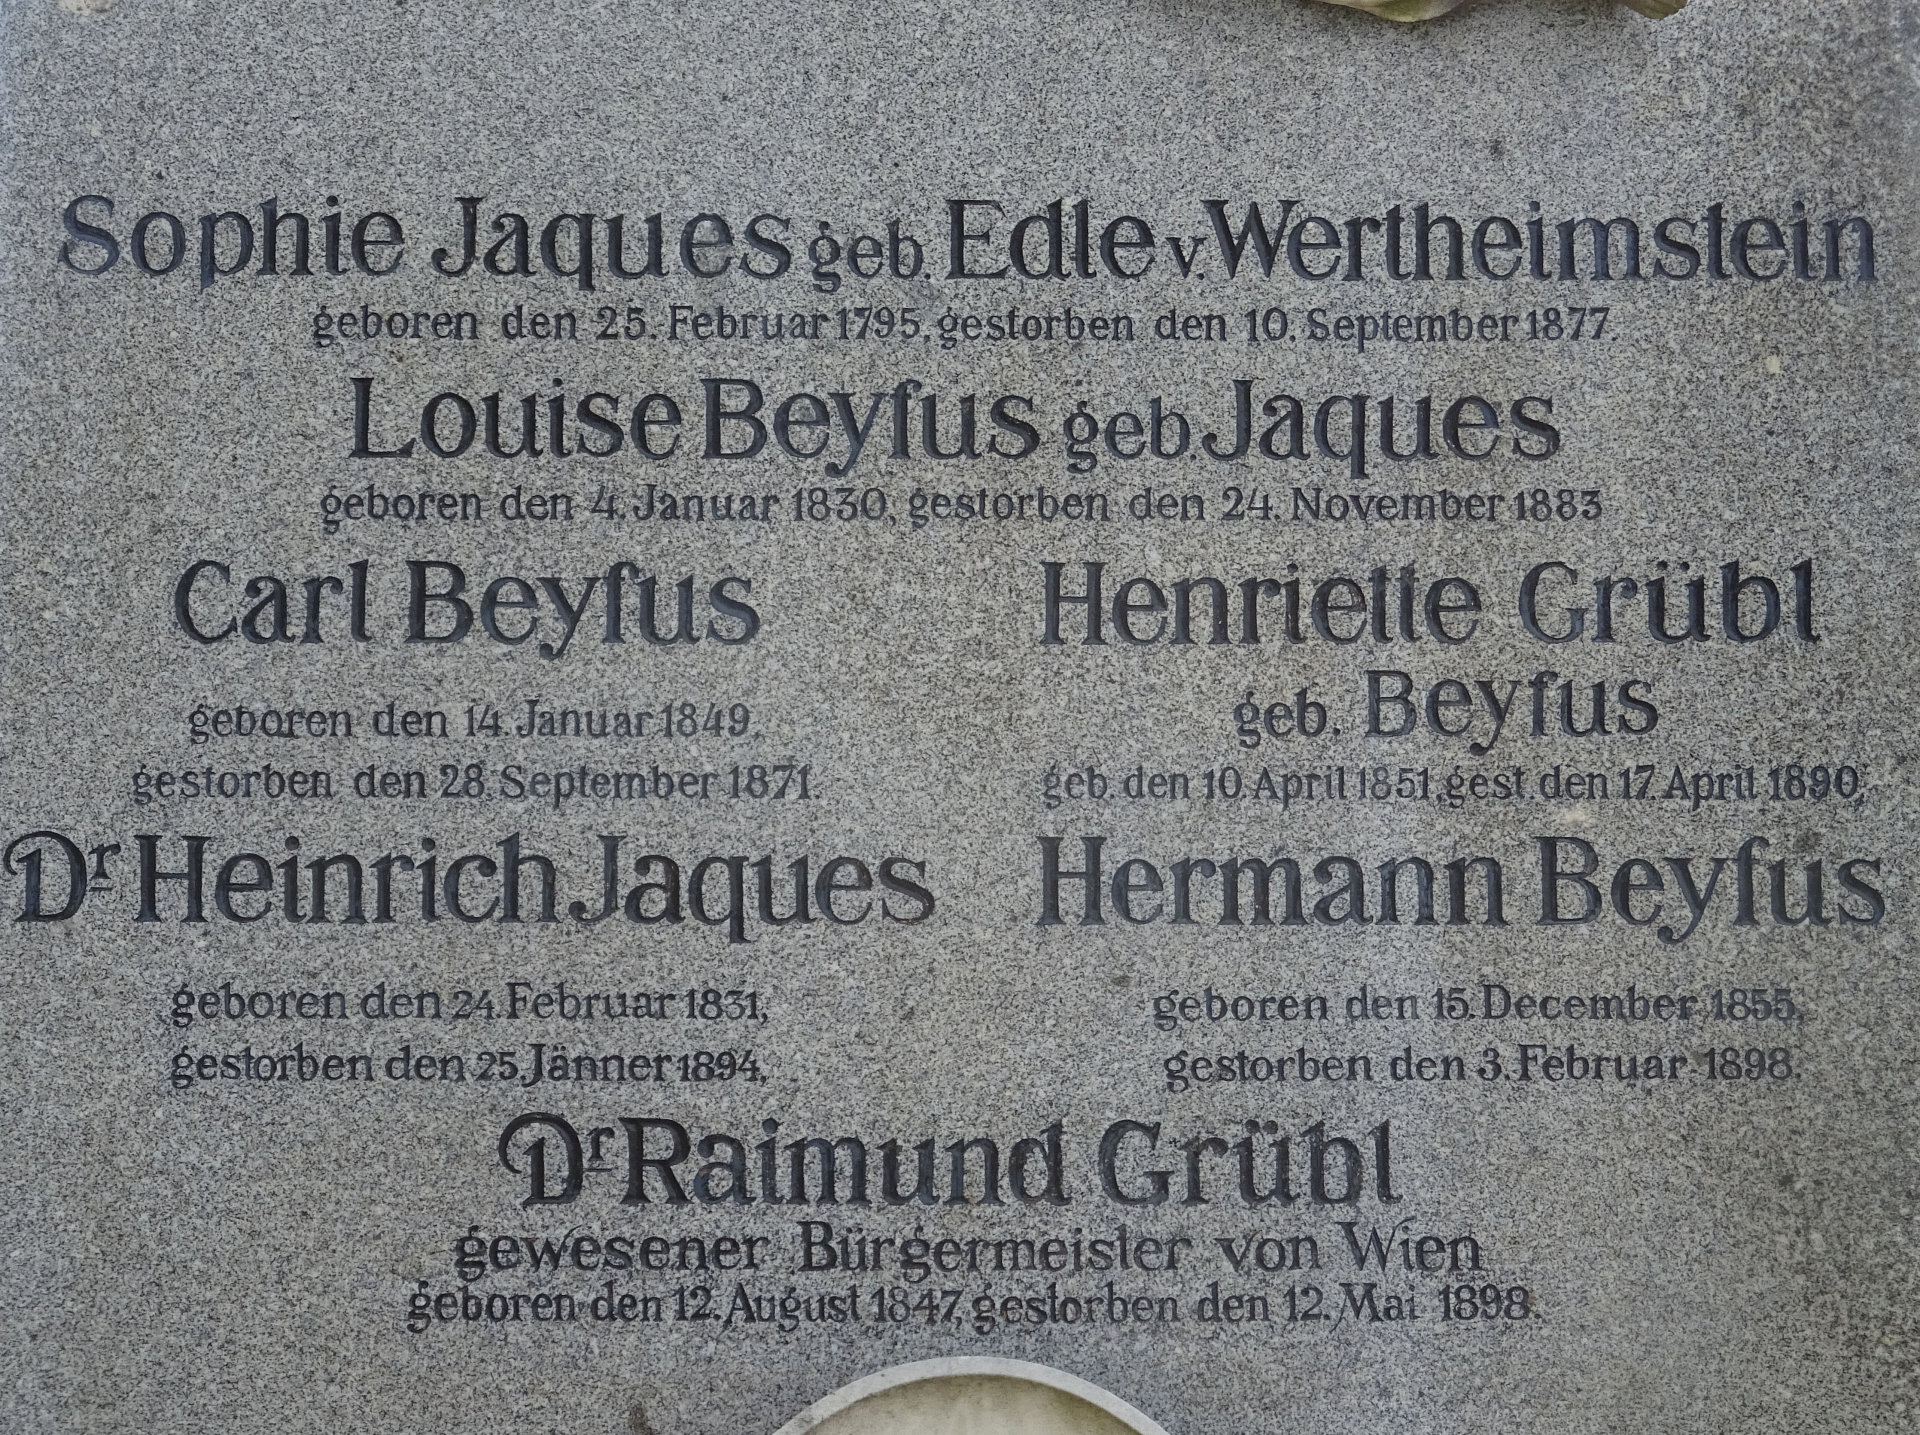 Sophie Jaques geb. Edle v. Wertheimstein
geboren den 25. Februar 1795, gestorben den 10. September 1877.
Louise Beyfus geb. Jaques
geboren den 4. Januar 1830, gestorben den 24. November 1883
Carl Beyfus
geboren den 14. Januar 1849,
gestorben den 28. September 1871.
Henriette Grübl
geb. Beyfus
geb. den 10. April 1851, gest. den 17. April 1890,
Dr Heinrich Jaques
geboren den 24. Februar 1831,
gestorben den 25. Jänner 1894,
Hermann Beyfus
geboren den 15. December 1855,
gestorben den 3. Februar 1898.
Dr Raimund Grübl
gewesener Bürgermeister von Wien
geboren den 12. August 1847, gestorben den 12. Mai 1898.